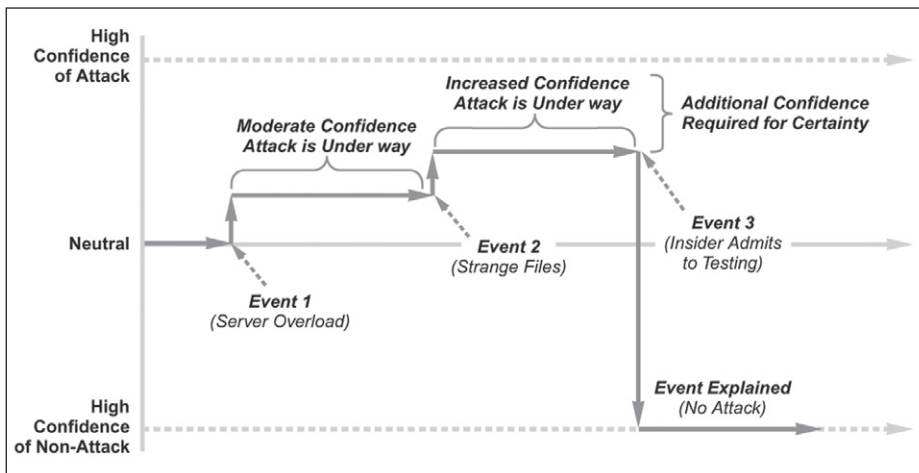 High
Confidence
of Attack
Increased Confidence
Attack is Under way
Additional Confidence
Required for Certainty
Moderate Confidence
Attack is Under way
Neutral
Event 1
(Server Overload)
Event 2
(Strange Files)
Event 3
(Insider Admits
to Testing)
Event Explained
(No Attack)
High
Confidence
of Non-Attack